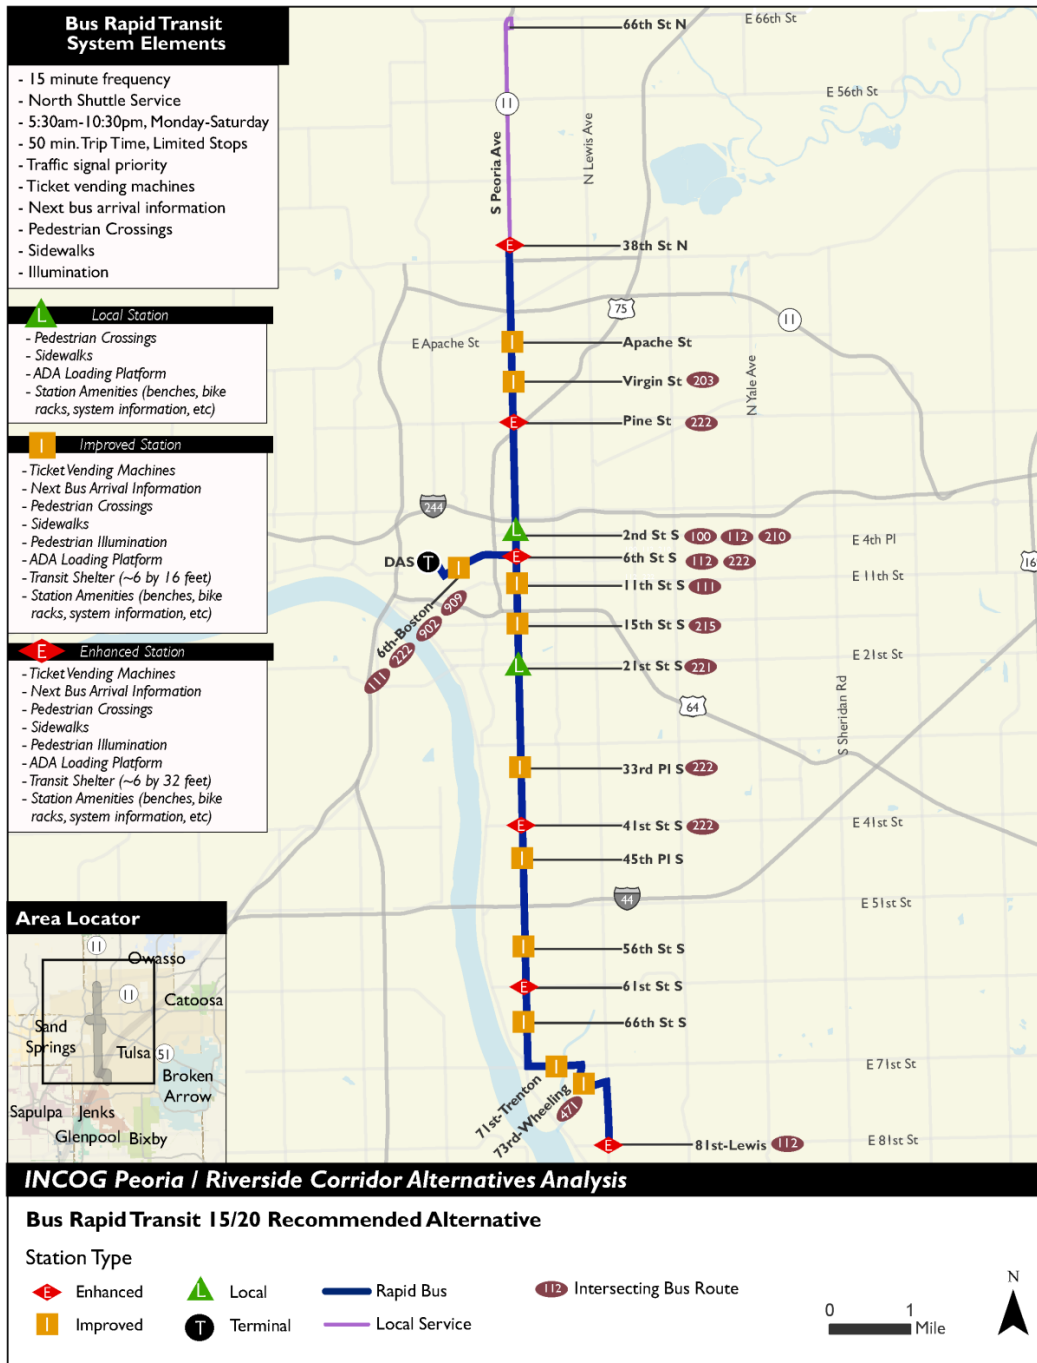 Bus Rapid Transit
System Elements
- 15 minute frequency
- North Shuttle Service
- 5:30am-10:30pm, Monday-Saturday
- 50 min. Trip Time, Limited Stops
- Traffic signal priority
- Ticket vending machines
- Next bus arrival information
- Pedestrian Crossings
- Sidewalks
- Illumination
L Local Station
- Pedestrian Crossings
- Sidewalks
- ADA Loading Platform
- Station Amenities (benches, bike
racks, system information, etc)
I Improved Station
- Ticket Vending Machines
- Next Bus Arrival Information
- Pedestrian Crossings
- Sidewalks
- Pedestrian Illumination
- ADA Loading Platform
- Transit Shelter (~6 by 16 feet)
- Station Amenities (benches, bike
racks, system information, etc)
E Enhanced Station
- Ticket Vending Machines
- Next Bus Arrival Information
- Pedestrian Crossings
- Sidewalks
- Pedestrian Illumination
- ADA Loading Platform
- Transit Shelter (~6 by 32 feet)
- Station Amenities (benches, bike
racks, system information, etc)
66th St N
E 66th St
E 56th St
11
S Peoria Ave
N Lewis Ave
E 38th St N
75
11
E Apache St
I Apache St
N Yale Ave
I Virgin St 203
E Pine St 222
244
L 2nd St S 100 112 210
E 4th Pl
DAS T I
E 6th St S 112 222
169
I 11th St S 111
E 11th St
6th-Boston
111 222 902 909
I 15th St S 215
L 21st St S 221
E 21st St
S Sheridan Rd
64
I 33rd Pl S 222
E 41st St S 222
E 41st St
I 45th Pl S
44
E 51st St
I 56th St S
E 61st St S
I 66th St S
I 71st-Trenton
E 71st St
I 73rd-Wheeling
471
E 81st-Lewis 112
E 81st St
Area Locator
11
Owasso
11
Catoosa
Sand
Springs
Tulsa
51
Broken
Arrow
Sapulpa
Jenks
Glenpool
Bixby
INCOG Peoria / Riverside Corridor Alternatives Analysis
Bus Rapid Transit 15/20 Recommended Alternative
Station Type
E Enhanced
L Local
Rapid Bus
112 Intersecting Bus Route
I Improved
T Terminal
Local Service
0 1
Mile
N